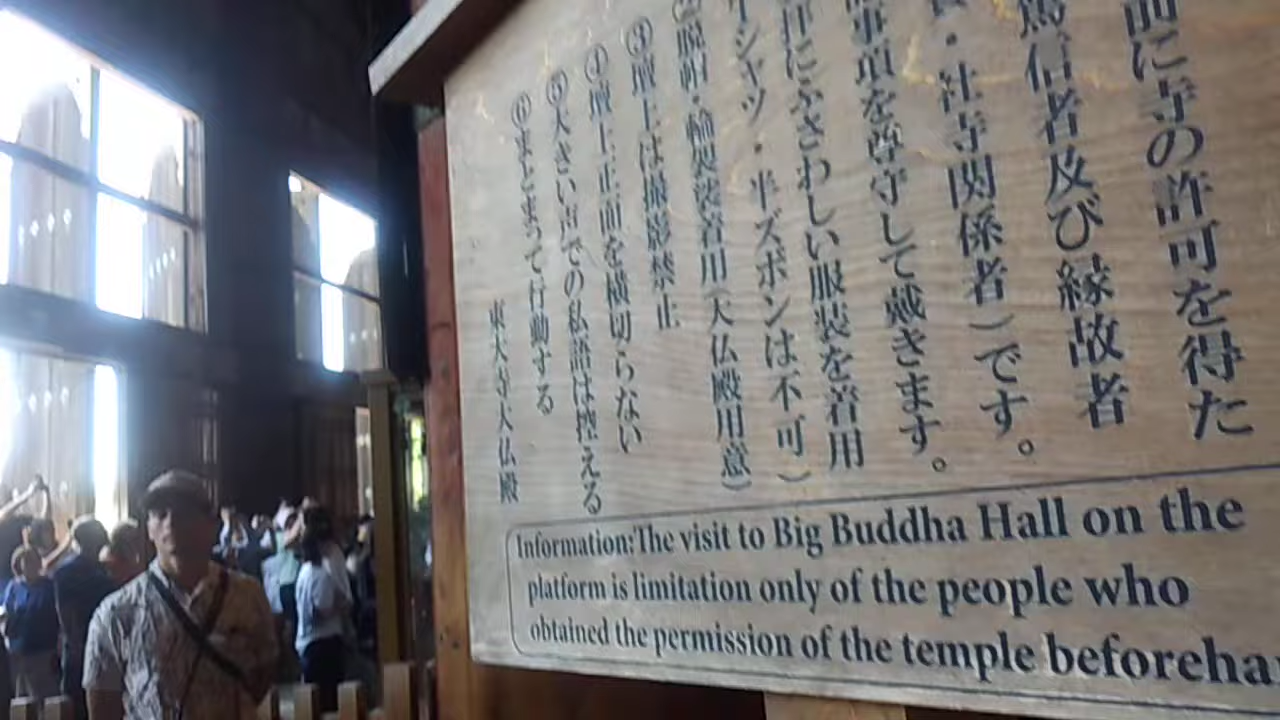 前に寺の許可を得た
篤信者及び縁故者
・社寺関係者)です。
事項を尊守して戴きます。
拝にふさわしい服装を着用
シャツ・半ズボンは不可)
②脱帽・輪袈裟着用(大仏殿用意)
③壇上は撮影禁止
④壇上正面を横切らない
⑤大きい声での私語は控える
⑥まとまって行動する
東大寺大仏殿
Information:The visit to Big Buddha Hall on the
platform is limitation only of the people who
obtained the permission of the temple beforeha